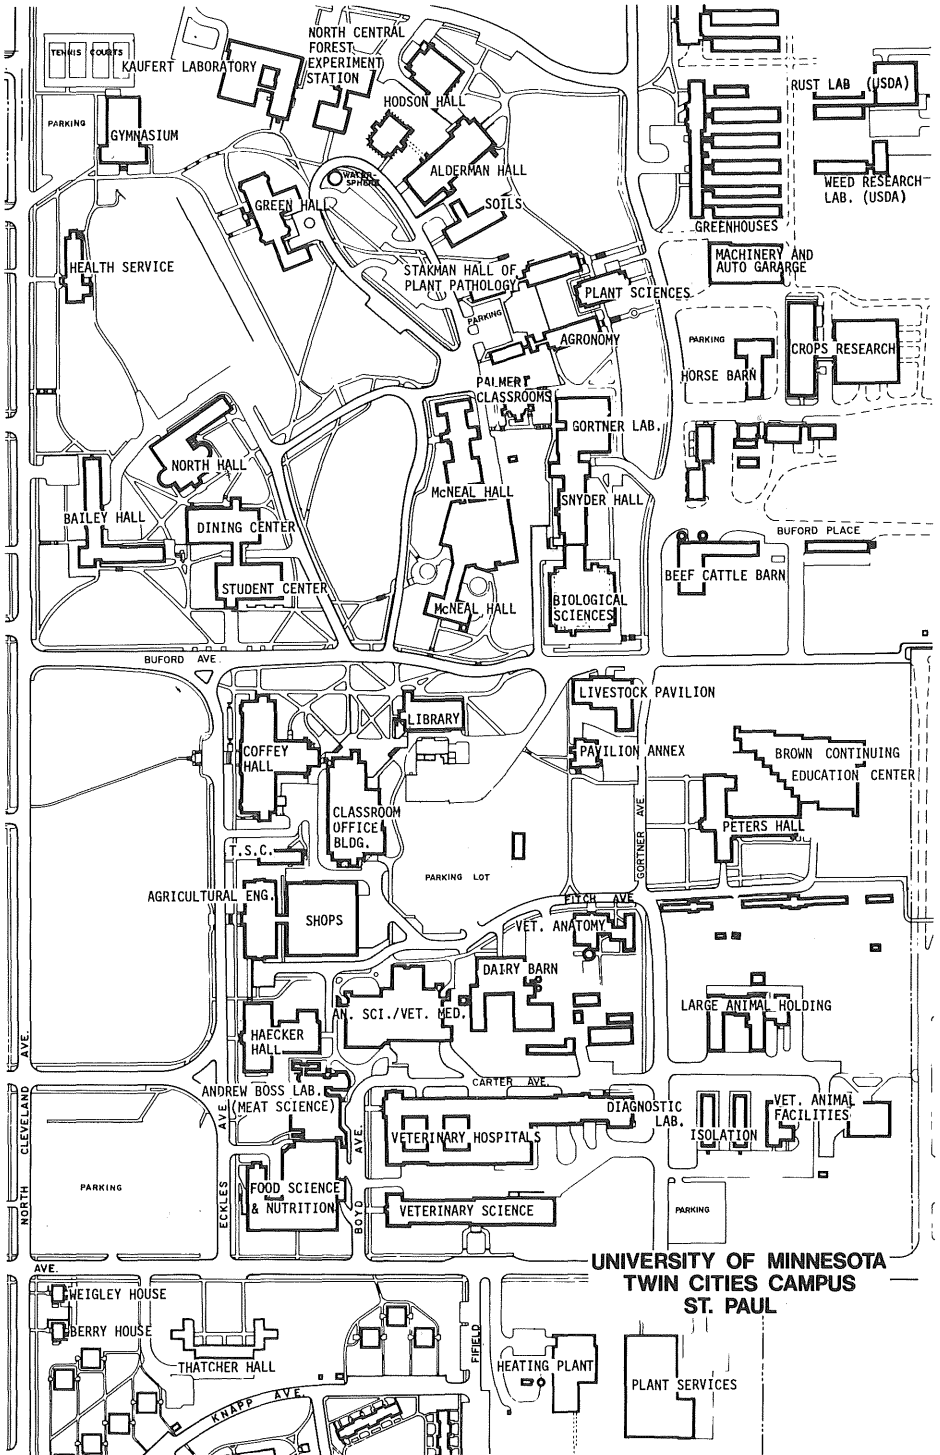 NORTH CENTRAL
FOREST
EXPERIMENT
STATION
TENNIS COURTS
KAUFERT LABORATORY
HODSON HALL
RUST LAB (USDA)
PARKING
GYMNASIUM
WATER-
SPHERE
ALDERMAN HALL
WEED RESEARCH
LAB. (USDA)
GREEN HALL
SOILS
GREENHOUSES
HEALTH SERVICE
STAKMAN HALL OF
PLANT PATHOLOGY
MACHINERY AND
AUTO GARARGE
PLANT SCIENCES
PARKING
AGRONOMY
PARKING
CROPS RESEARCH
HORSE BARN
PALMERT
CLASSROOMS
GORTNER LAB.
NORTH HALL
McNEAL HALL
SNYDER HALL
BAILEY HALL
DINING CENTER
BUFORD PLACE
STUDENT CENTER
BEEF CATTLE BARN
McNEAL HALL
BIOLOGICAL
SCIENCES
BUFORD AVE.
LIVESTOCK PAVILION
LIBRARY
COFFEY
HALL
PAVILION ANNEX
BROWN CONTINUING
EDUCATION CENTER
CLASSROOM
OFFICE
BLDG.
GORTNER AVE.
PETERS HALL
T.S.C.
PARKING LOT
AGRICULTURAL ENG.
FITCH AVE
SHOPS
VET. ANATOMY
DAIRY BARN
AN. SCI./VET. MED.
LARGE ANIMAL HOLDING
HAECKER
HALL
NORTH CLEVELAND AVE.
CARTER AVE.
ANDREW BOSS LAB.
(MEAT SCIENCE)
DIAGNOSTIC
LAB.
VET. ANIMAL
FACILITIES
ISOLATION
VETERINARY HOSPITALS
ECKLES AVE
BOYD AVE.
PARKING
FOOD SCIENCE
& NUTRITION
VETERINARY SCIENCE
PARKING
AVE.
UNIVERSITY OF MINNESOTA
TWIN CITIES CAMPUS
ST. PAUL
WEIGLEY HOUSE
BERRY HOUSE
THATCHER HALL
FIFIELD
HEATING PLANT
PLANT SERVICES
KNAPP AVE.